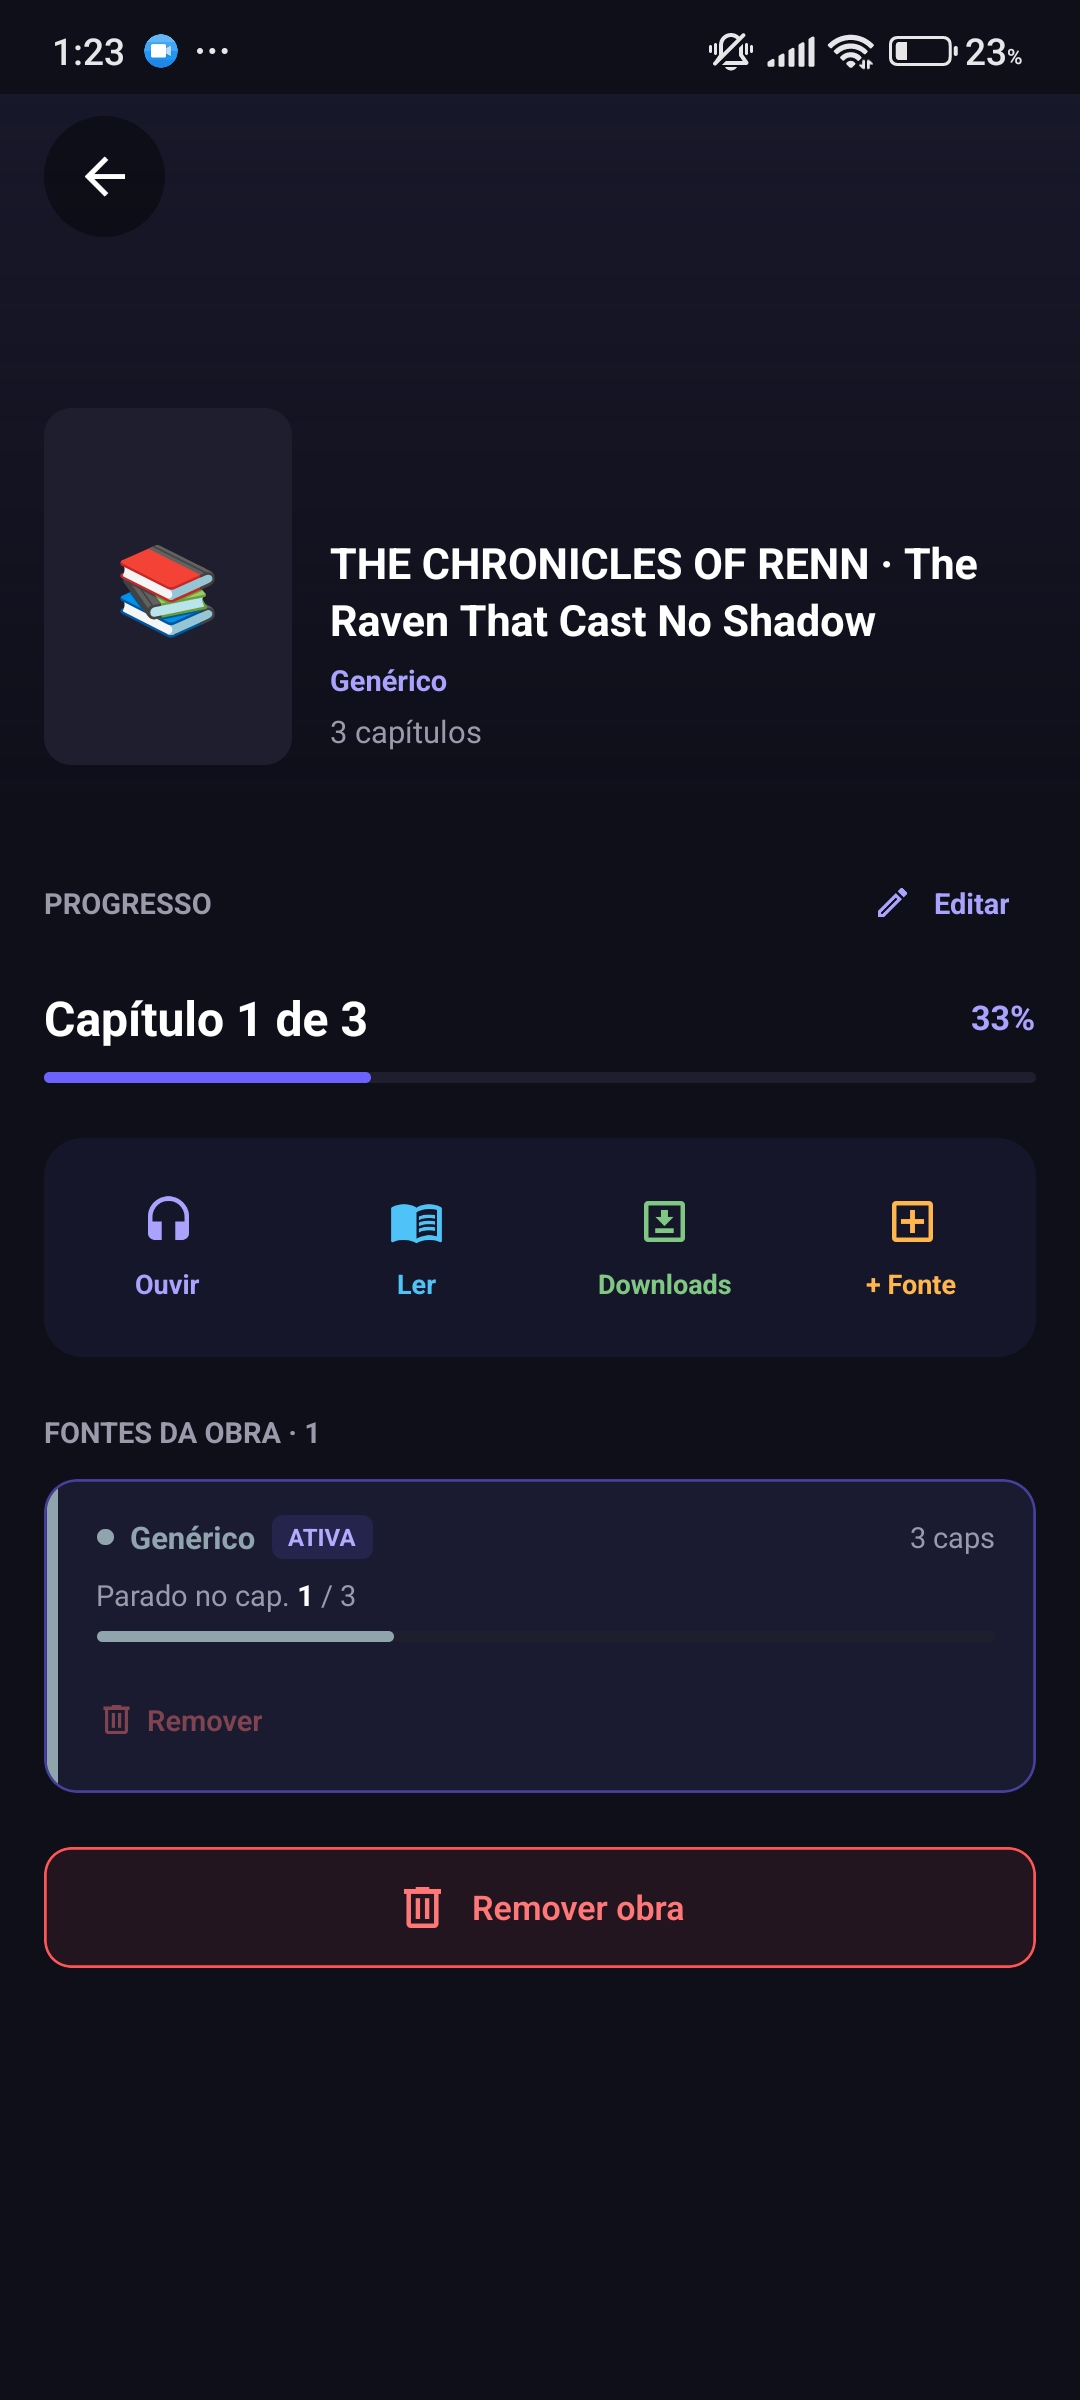 1:23
23%
THE CHRONICLES OF RENN · The
Raven That Cast No Shadow
Genérico
3 capítulos
PROGRESSO
Editar
Capítulo 1 de 3
33%
Ouvir
Ler
Downloads
+ Fonte
FONTES DA OBRA · 1
Genérico
ATIVA
3 caps
Parado no cap. 1 / 3
Remover
Remover obra